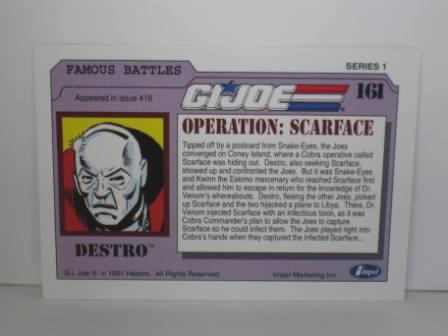 FAMOUS BATTLES
SERIES 1
Appeared in issue #18
G.I. JOE
161
OPERATION: SCARFACE
Tipped off by a postcard from Snake-Eyes, the Joes
converged on Coney Island, where a Cobra operative called
Scarface was hiding out. Destro, also seeking Scarface,
showed up and confronted the Joes. But it was Snake-Eyes
and Kwinn the Eskimo mercenary who reached Scarface first
and allowed him to escape in return for the knowledge of Dr.
Venom's whereabouts. Destro, fleeing the other Joes, picked
up Scarface and the two hijacked a plane to Libya. There, Dr.
Venom injected Scarface with an infectious toxin, as it was
Cobra Commander's plan to allow the Joes to capture
Scarface so he could infect them. The Joes played right into
Cobra's hands when they captured the infected Scarface...
DESTRO™
G.I. Joe ® © 1991 Hasbro. All Rights Reserved.
Impel Marketing Inc.
impel